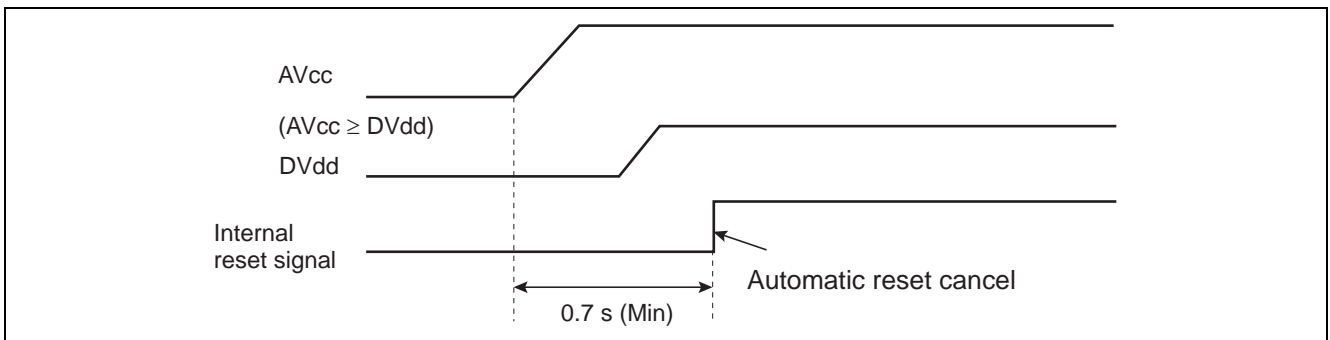 AVcc
(AVcc ≥ DVdd)
DVdd
Internal
reset signal
Automatic reset cancel
0.7 s (Min)